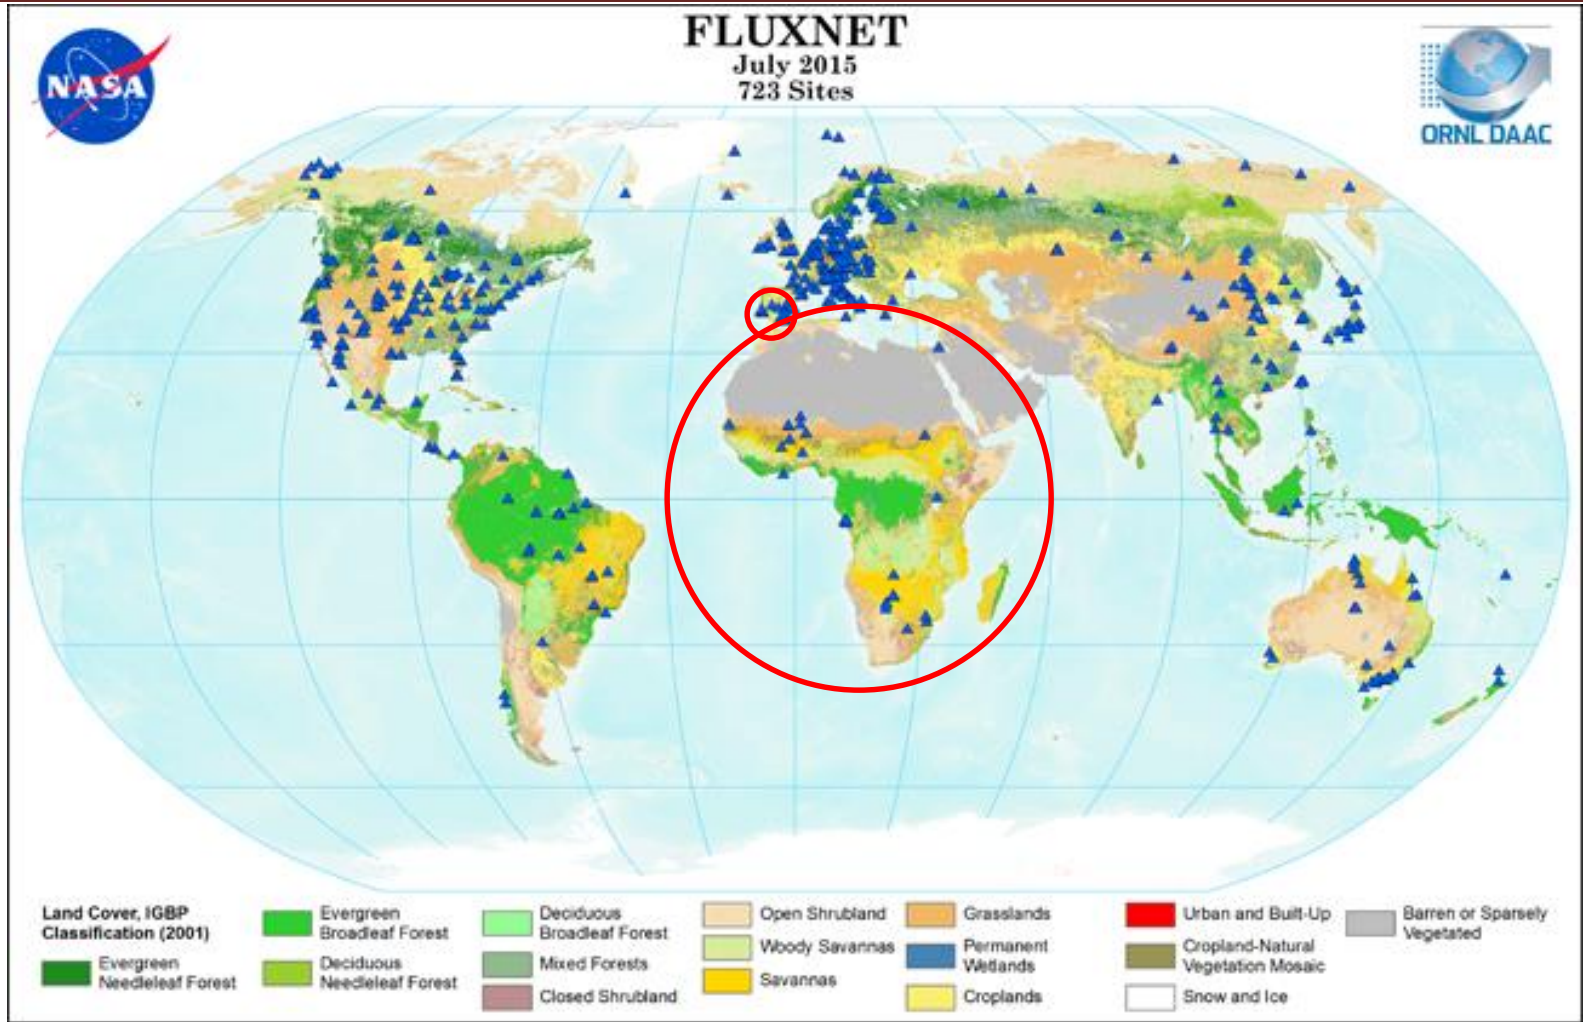 FLUXNET
July 2015
723 Sites
NASA
ORNL DAAC
Land Cover, IGBP
Classification (2001)
Evergreen
Needleleaf Forest
Evergreen
Broadleaf Forest
Deciduous
Needleleaf Forest
Deciduous
Broadleaf Forest
Mixed Forests
Closed Shrubland
Open Shrubland
Woody Savannas
Savannas
Grasslands
Permanent
Wetlands
Croplands
Urban and Built-Up
Cropland-Natural
Vegetation Mosaic
Snow and Ice
Barren or Sparsely
Vegetated